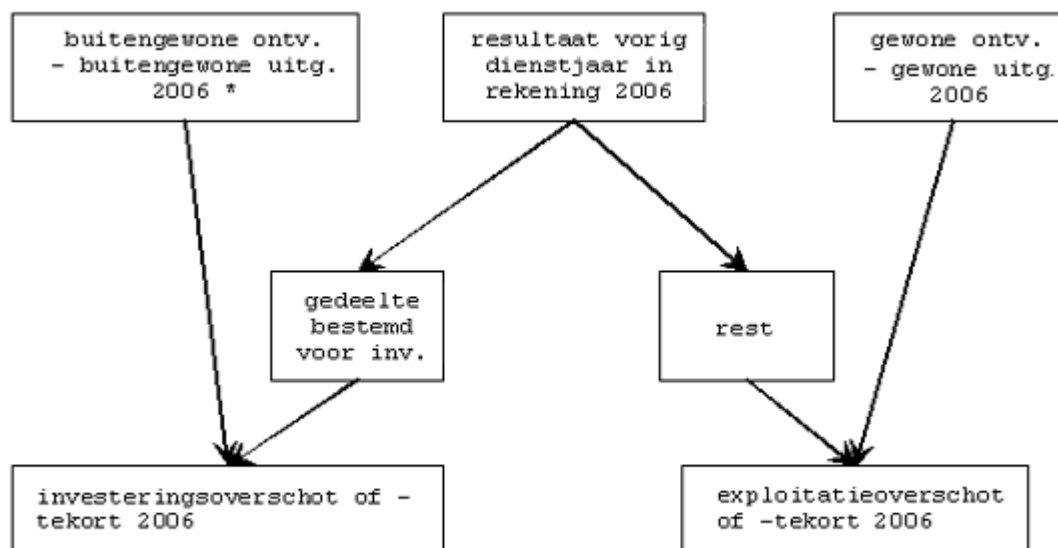 buitengewone ontv.
- buitengewone uitg.
2006 *
resultaat vorig
dienstjaar in
rekening 2006
gewone ontv.
- gewone uitg.
2006
gedeelte
bestemd
voor inv.
rest
investeringsoverschot of -
tekort 2006
exploitatieoverschot
of -tekort 2006